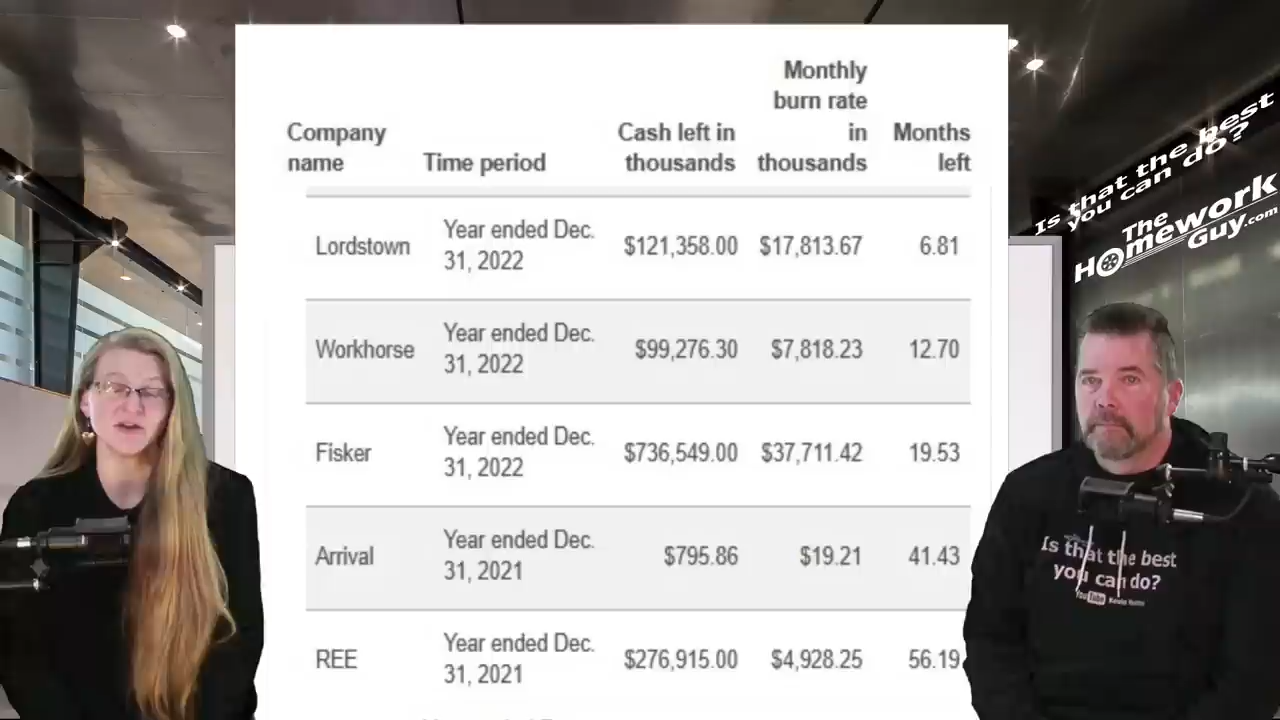 Monthly
burn rate
Company Cash left in in Months
name Time period thousands thousands left
Lordstown Year ended Dec. 31, 2022 $121,358.00 $17,813.67 6.81
Workhorse Year ended Dec. 31, 2022 $99,276.30 $7,818.23 12.70
Fisker Year ended Dec. 31, 2022 $736,549.00 $37,711.42 19.53
Arrival Year ended Dec. 31, 2021 $795.86 $19.21 41.43
REE Year ended Dec. 31, 2021 $276,915.00 $4,928.25 56.19
Is that the best
you can do?
The
Homework
Guy.com
Is that the best
you can do?
YouTube